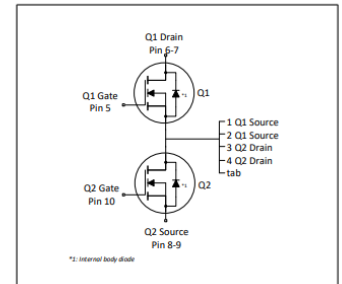 Q1 Drain
Pin 6-7
*1
Q1
Q1 Gate
Pin 5
1 Q1 Source
2 Q1 Source
3 Q2 Drain
4 Q2 Drain
tab
*1
Q2
Q2 Gate
Pin 10
Q2 Source
Pin 8-9
*1: Internal body diode